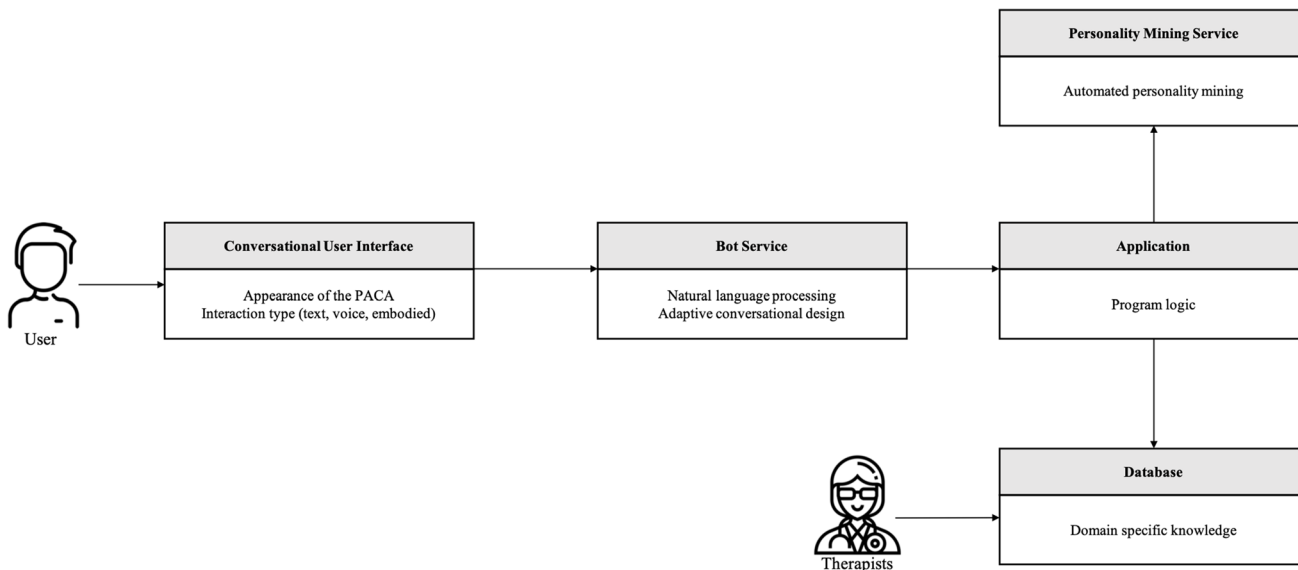 Personality Mining Service
Automated personality mining
Conversational User Interface
Appearance of the PACA
Interaction type (text, voice, embodied)
User
Bot Service
Natural language processing
Adaptive conversational design
Application
Program logic
Database
Domain specific knowledge
Therapists